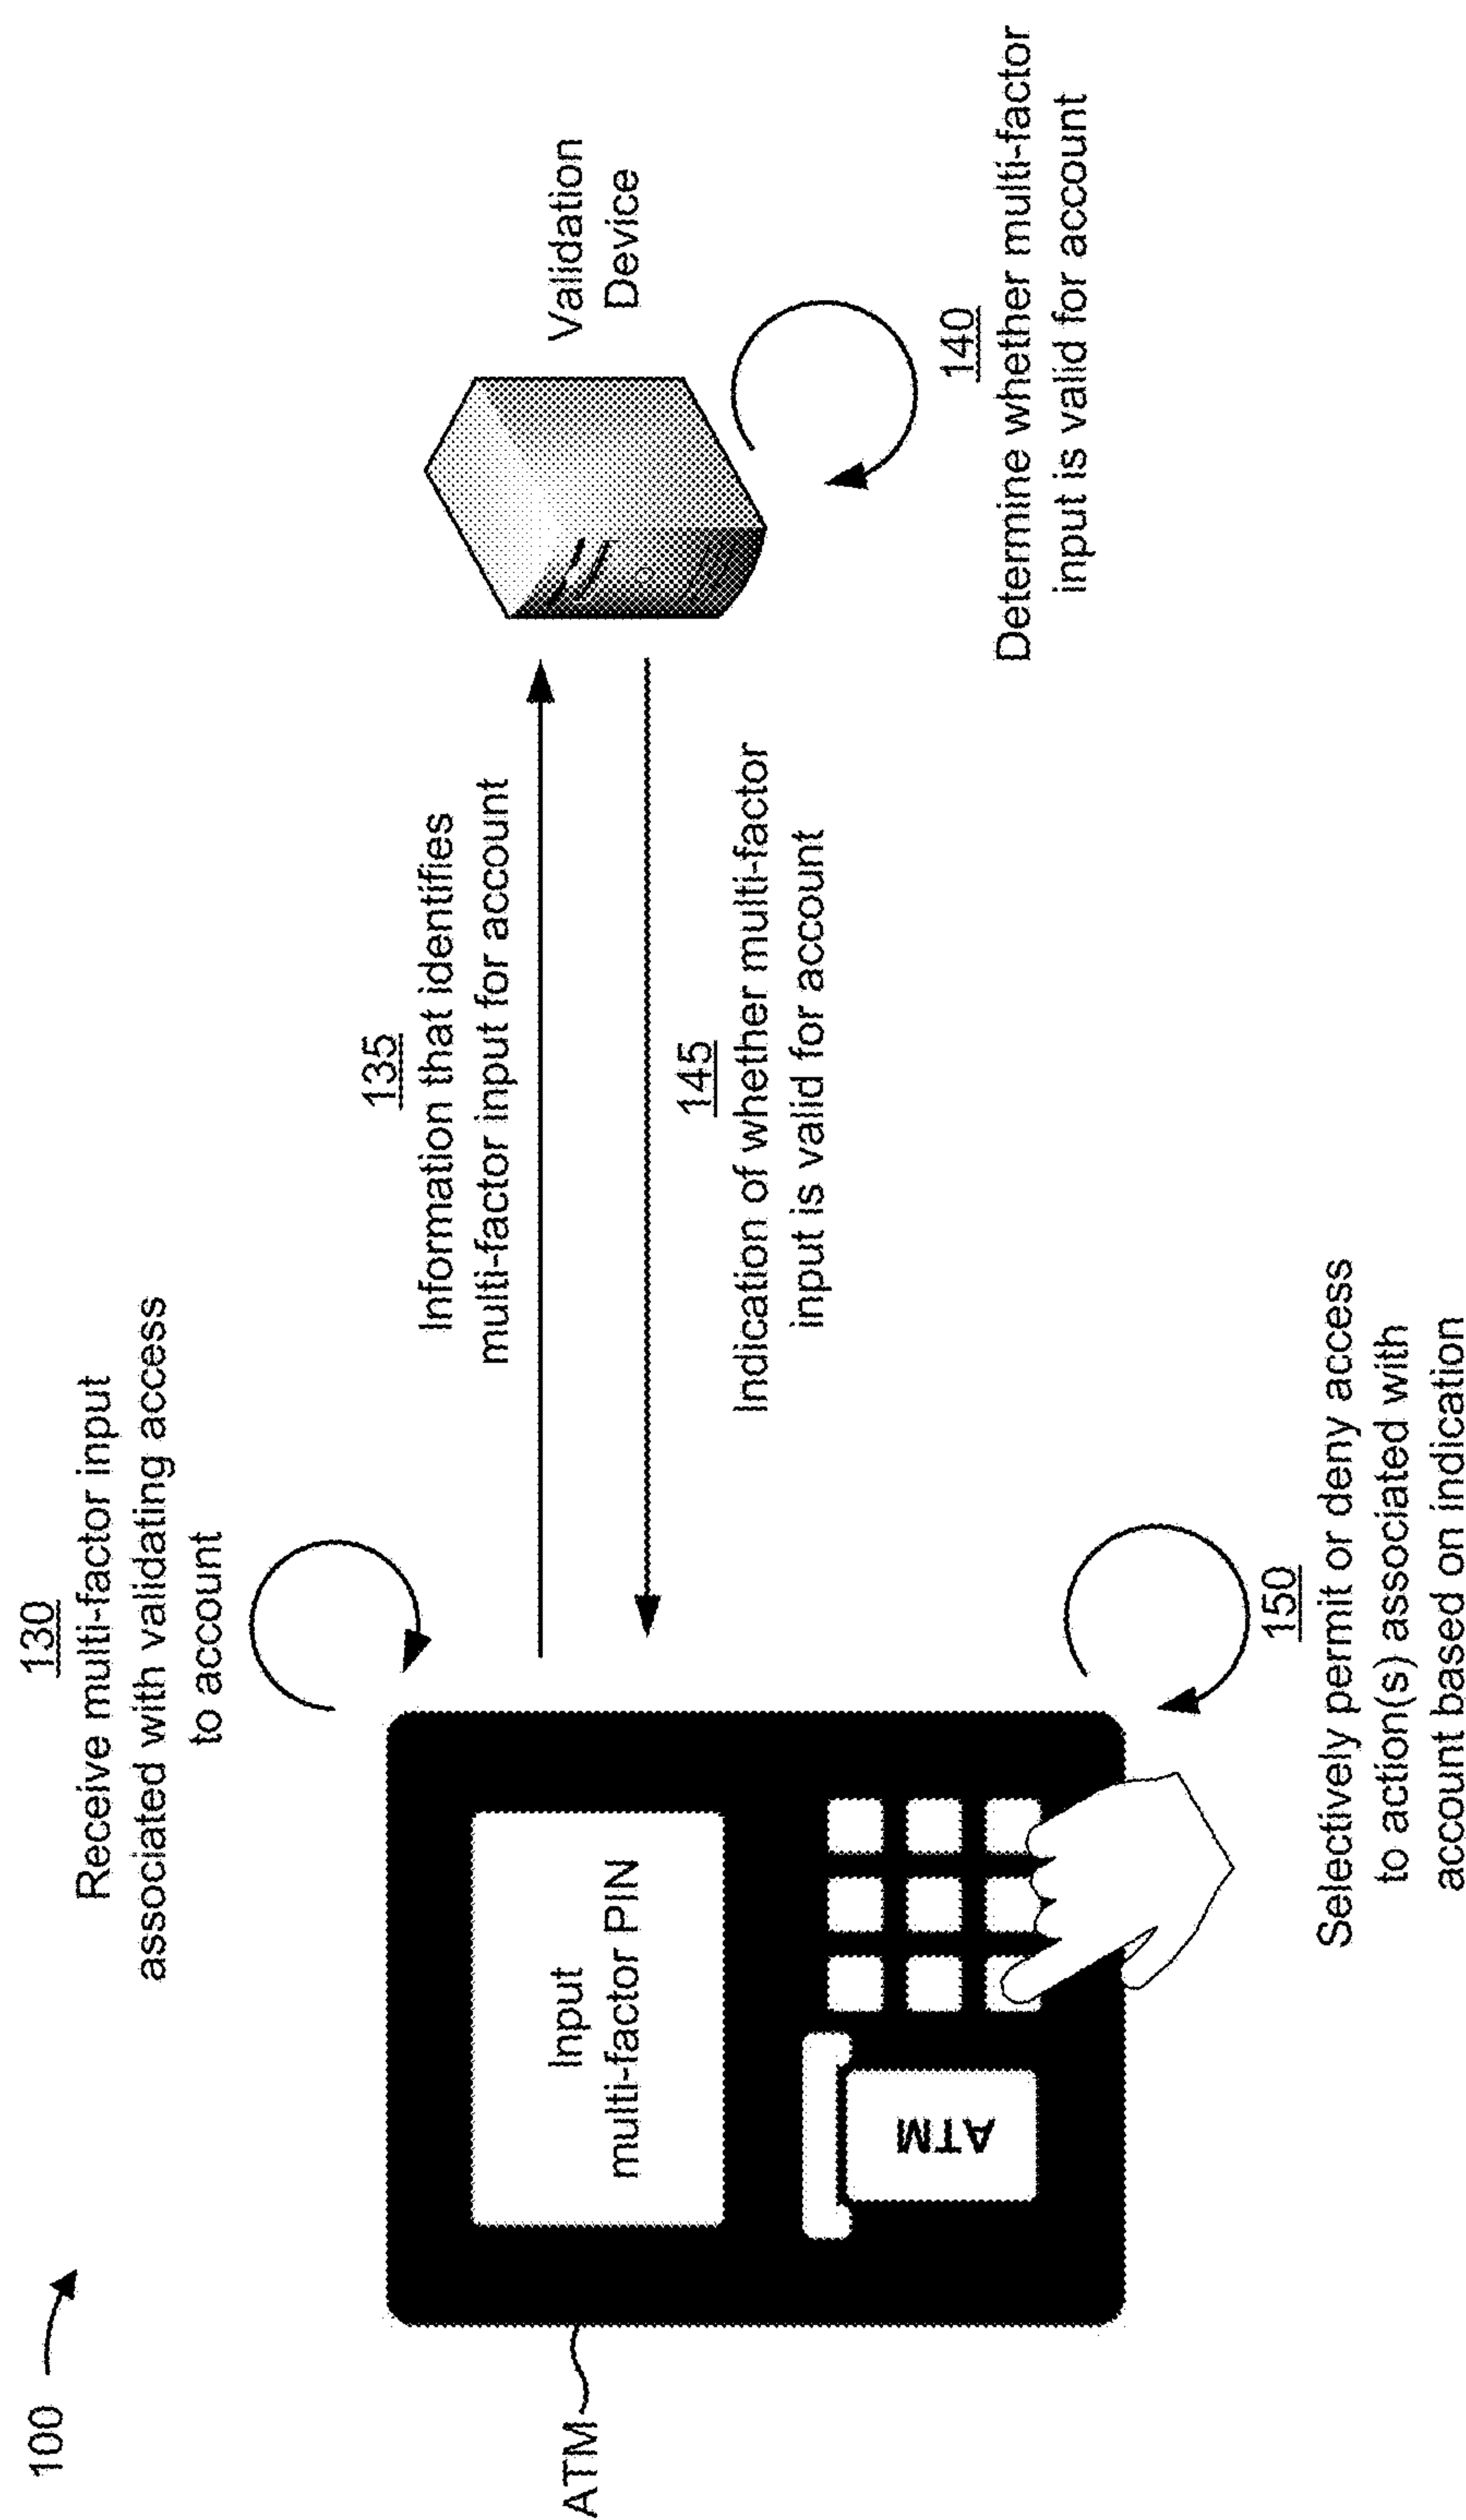 100
130
Receive multi-factor input
associated with validating access
to account
135
Information that identifies
multi-factor input for account
Validation
Device
ATM
Input
multi-factor PIN
ATM
145
Indication of whether multi-factor
input is valid for account
140
Determine whether multi-factor
input is valid for account
150
Selectively permit or deny access
to action(s) associated with
account based on indication